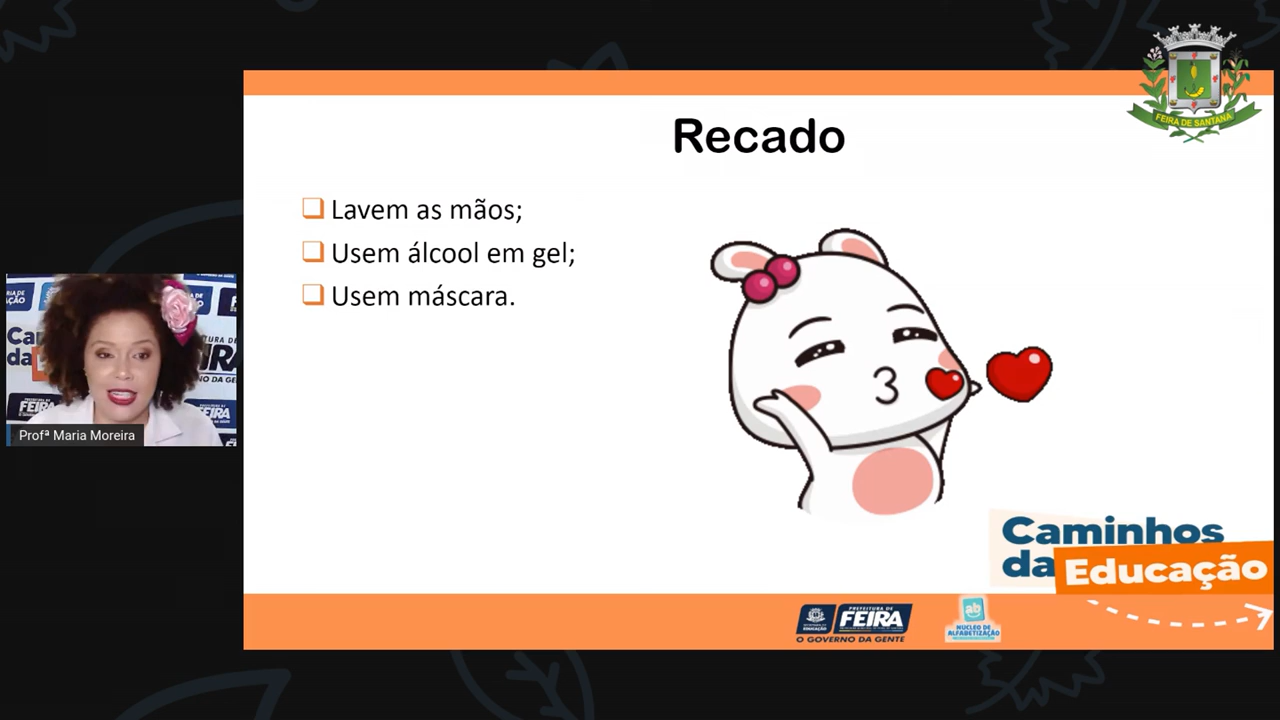 FEIRA DE SANTANA
Recado
❑ Lavem as mãos;
❑ Usem álcool em gel;
❑ Usem máscara.
Profª Maria Moreira
Caminhos
da Educação
EDUCAÇÃO
PREFEITURA DE
FEIRA
O GOVERNO DA GENTE
NÚCLEO DE
ALFABETIZAÇÃO